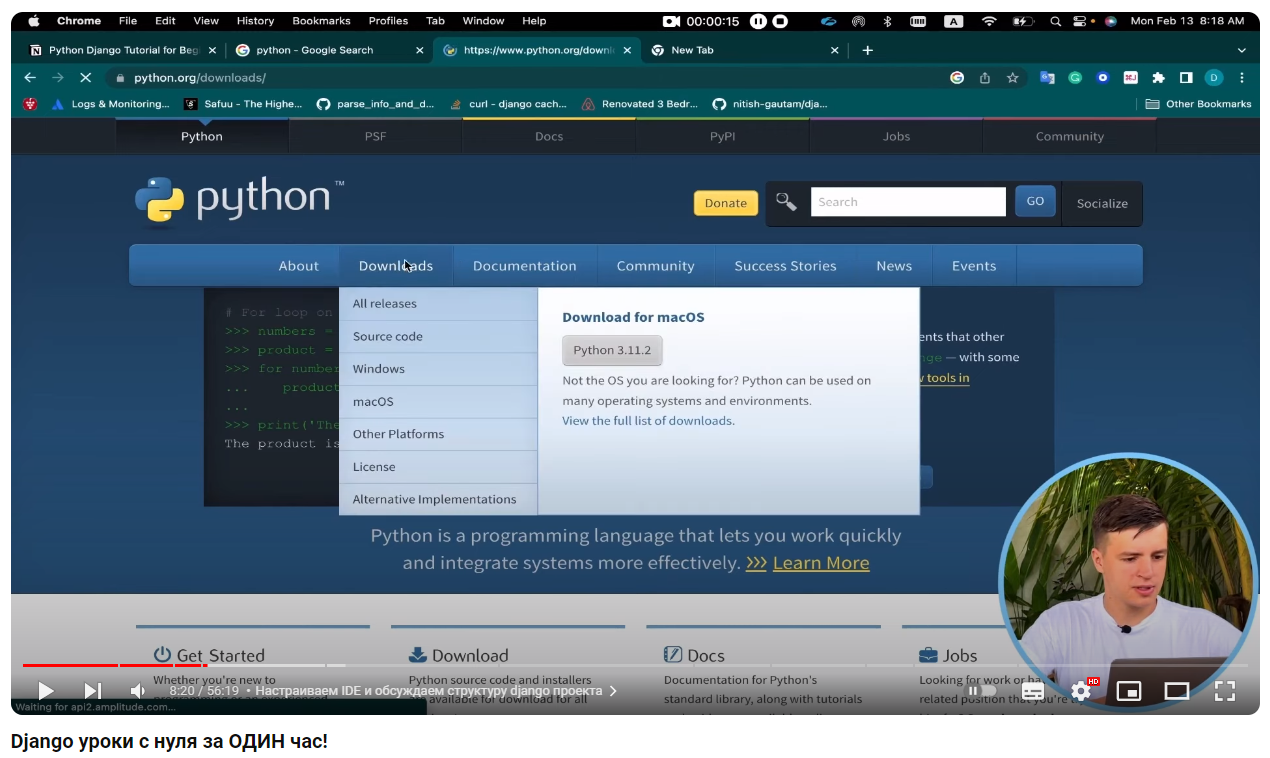 Chrome File Edit View History Bookmarks Profiles Tab Window Help 00:00:15 A Mon Feb 13 8:18 AM
Python Django Tutorial for Beg python - Google Search https://www.python.org/downl New Tab
python.org/downloads/
Logs & Monitoring... Safuu - The Highe... parse_info_and_d... curl - django cach... Renovated 3 Bedr... nitish-gautam/dja... Other Bookmarks
Python PSF Docs PyPI Jobs Community
python™
Donate Search GO Socialize
About Downloads Documentation Community Success Stories News Events
# For loop on
>>> numbers =
>>> product =
>>> for number
... product
...
>>> print('The
The product is
All releases
Source code
Windows
macOS
Other Platforms
License
Alternative Implementations
Download for macOS
Python 3.11.2
Not the OS you are looking for? Python can be used on
many operating systems and environments.
View the full list of downloads.
ents that other
nge — with some
tools in
Python is a programming language that lets you work quickly
and integrate systems more effectively. >>> Learn More
Get Started Download Docs Jobs
Whether you're new to Python source code and installers Documentation for Python's Looking for work or
available for download for all standard library, along with tutorials related position that
8:20 / 56:19 • Настраиваем IDE и обсуждаем структуру django проекта
HD
Waiting for api2.amplitude.com...
Django уроки с нуля за ОДИН час!